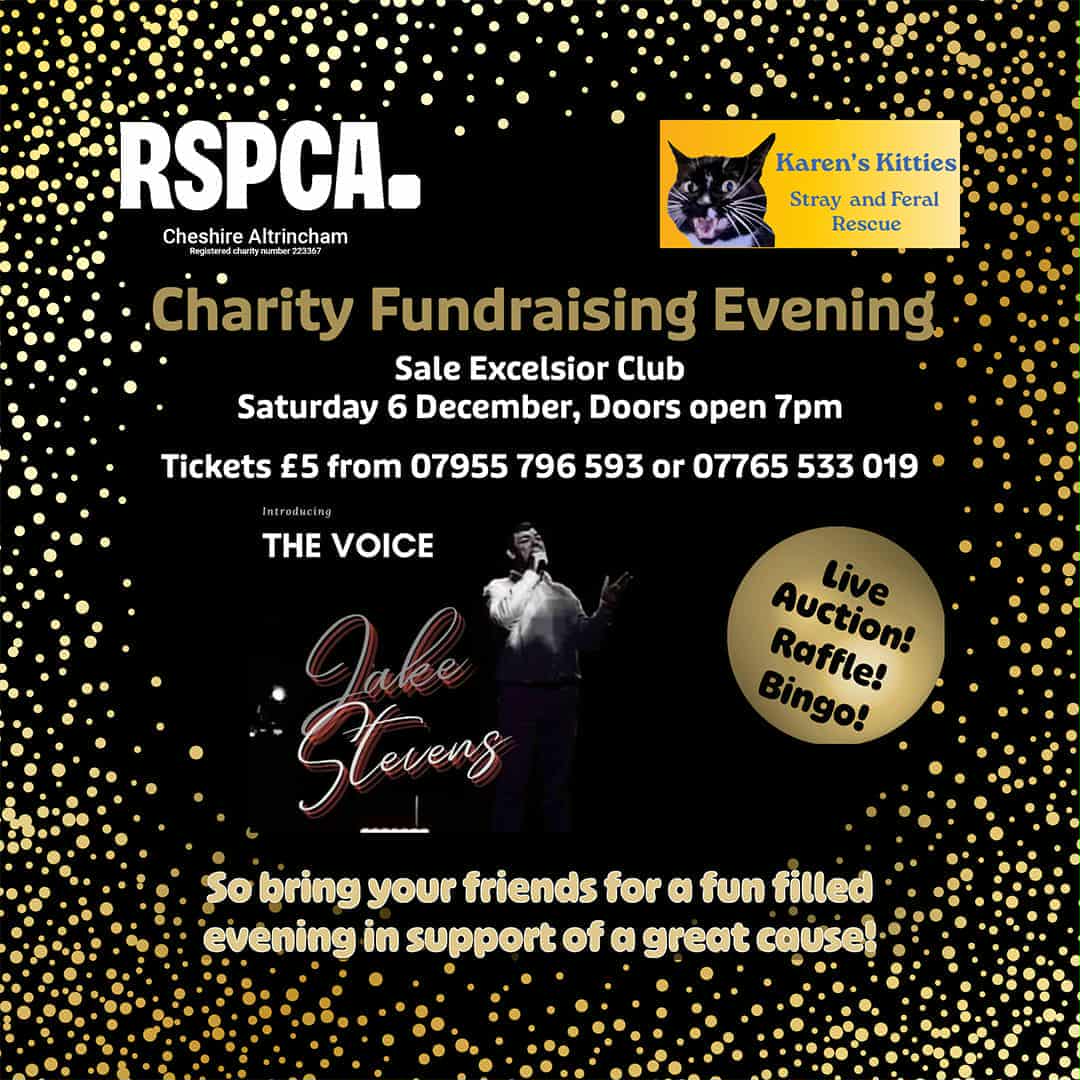 RSPCA.
Cheshire Altrincham
Registered charity number 223367
Karen's Kitties
Stray and Feral
Rescue
Charity Fundraising Evening
Sale Excelsior Club
Saturday 6 December, Doors open 7pm
Tickets £5 from 07955 796 593 or 07765 533 019
Introducing
THE VOICE
Jake
Stevens
Live
Auction!
Raffle!
Bingo!
So bring your friends for a fun filled
evening in support of a great cause!